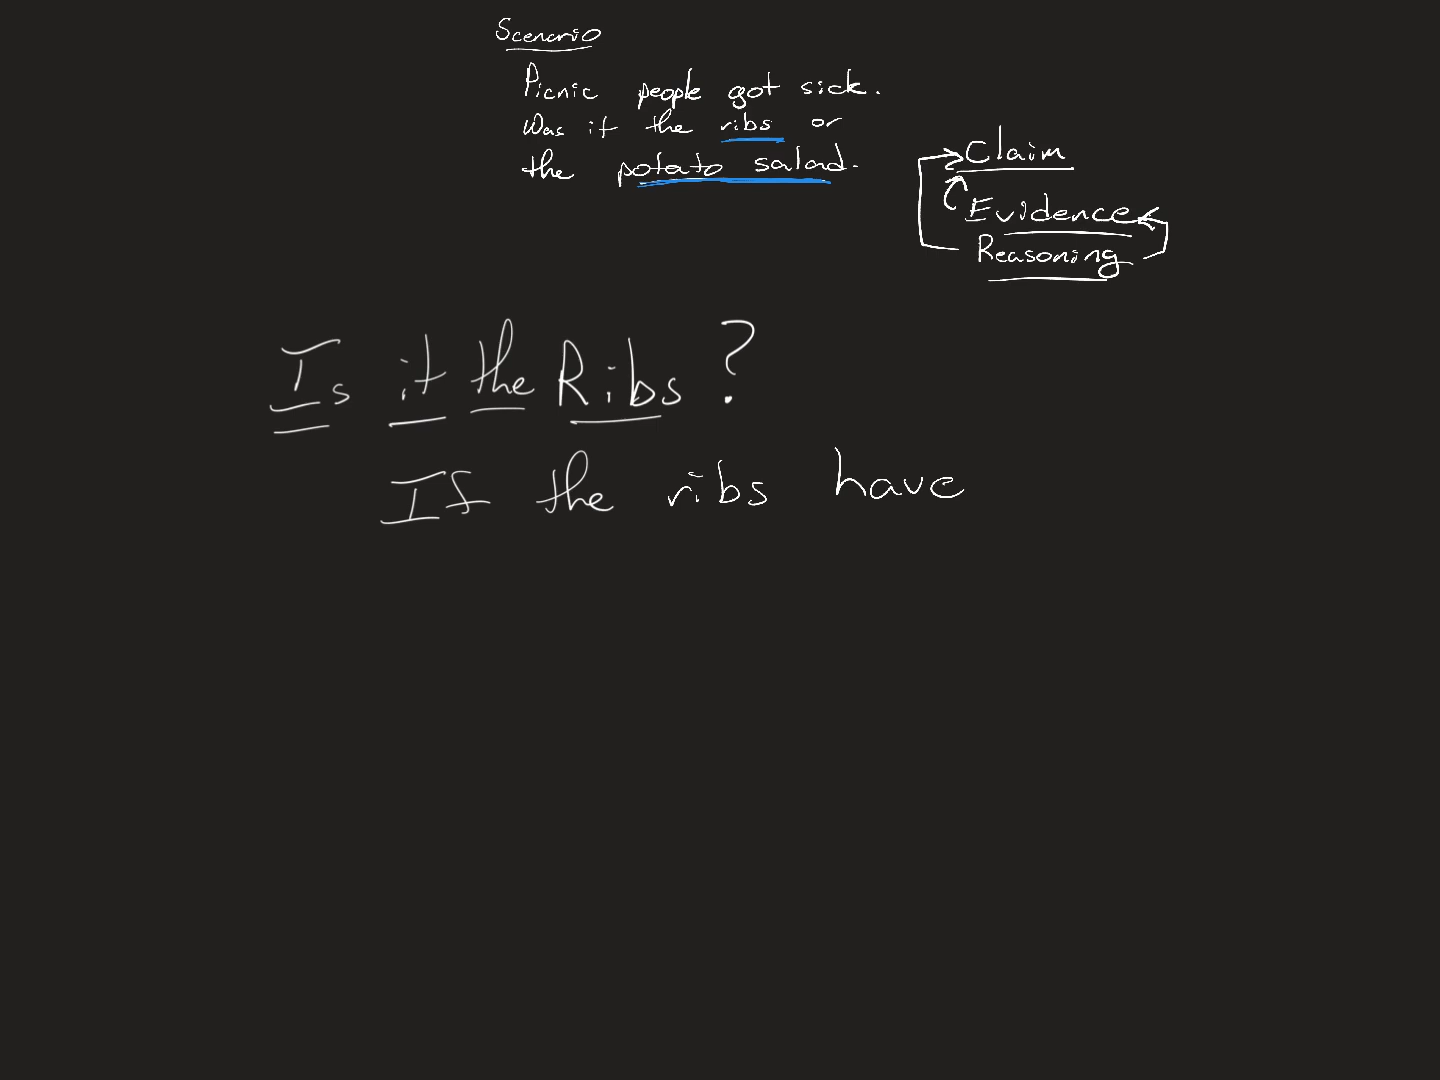 Scenario
Picnic people got sick.
Was it the ribs or
the potato salad.
Claim
Evidence
Reasoning
Is it the Ribs?
If the ribs have